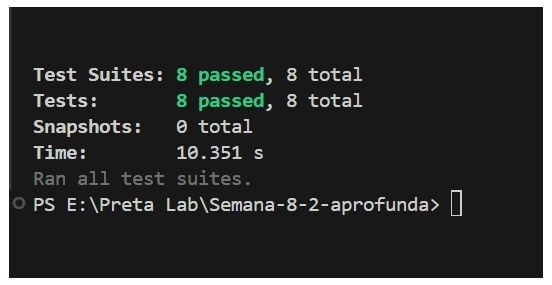 Test Suites: 8 passed, 8 total
Tests:       8 passed, 8 total
Snapshots:   0 total
Time:        10.351 s
Ran all test suites.
PS E:\Preta Lab\Semana-8-2-aprofunda>